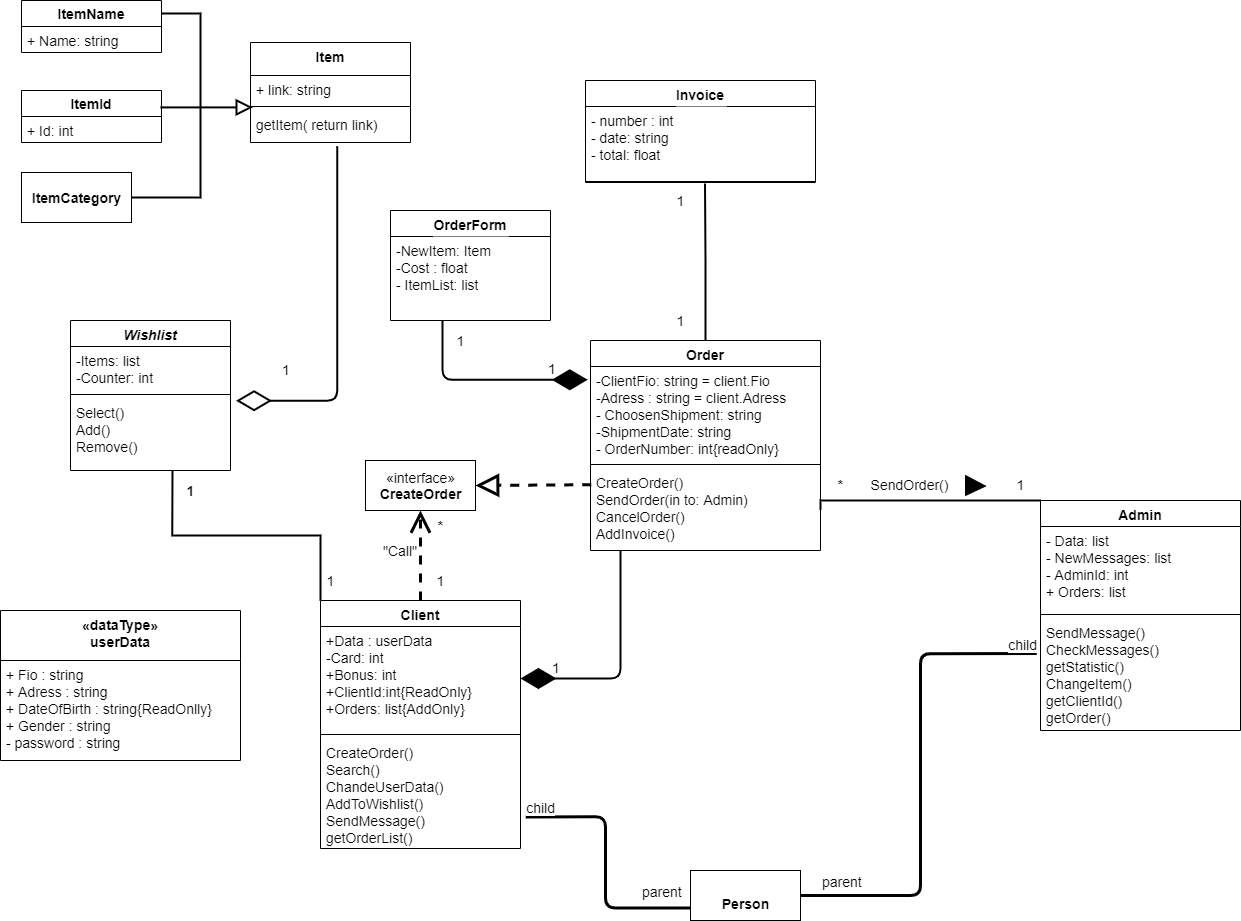 ItemName
+ Name: string
Item
+ link: string
getItem( return link)
ItemId
+ Id: int
ItemCategory
Invoice
- number : int
- date: string
- total: float
1
1
OrderForm
-NewItem: Item
-Cost : float
- ItemList: list
1
1
Wishlist
-Items: list
-Counter: int
Select()
Add()
Remove()
1
1
Order
-ClientFio: string = client.Fio
-Adress : string = client.Adress
- ChoosenShipment: string
-ShipmentDate: string
- OrderNumber: int{readOnly}
CreateOrder()
SendOrder(in to: Admin)
CancelOrder()
AddInvoice()
«interface»
CreateOrder
*
"Call"
1
1
* SendOrder() 1
Admin
- Data: list
- NewMessages: list
- AdminId: int
+ Orders: list
SendMessage()
CheckMessages()
getStatistic()
ChangeItem()
getClientId()
getOrder()
child
«dataType»
userData
+ Fio : string
+ Adress : string
+ DateOfBirth : string{ReadOnlly}
+ Gender : string
- password : string
Client
+Data : userData
-Card: int
+Bonus: int
+ClientId:int{ReadOnly}
+Orders: list{AddOnly}
CreateOrder()
Search()
ChandeUserData()
AddToWishlist()
SendMessage()
getOrderList()
1
child
parent
Person
parent